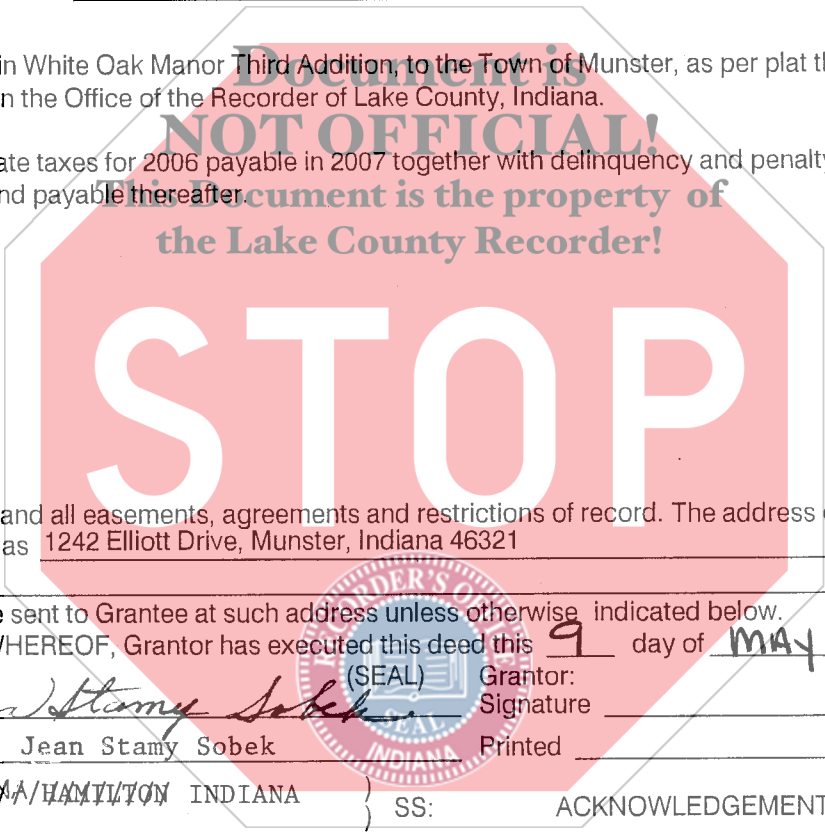 in White Oak Manor Third Addition, to the Town of Munster, as per plat th
Document is
n the Office of the Recorder of Lake County, Indiana.
NOT OFFICIAL!
ate taxes for 2006 payable in 2007 together with delinquency and penalty
nd payable thereafter.
This Document is the property of
the Lake County Recorder!
STOP
and all easements, agreements and restrictions of record. The address
as 1242 Elliott Drive, Munster, Indiana 46321
RECORDER'S OFFICE
e sent to Grantee at such address unless otherwise indicated below.
WHEREOF, Grantor has executed this deed this 9 day of MAY
(SEAL) Grantor:
Stamy Sobek Signature
SEAL
Jean Stamy Sobek Printed
INDIANA
HAMILTON INDIANA
) SS: ACKNOWLEDGEMENT
)